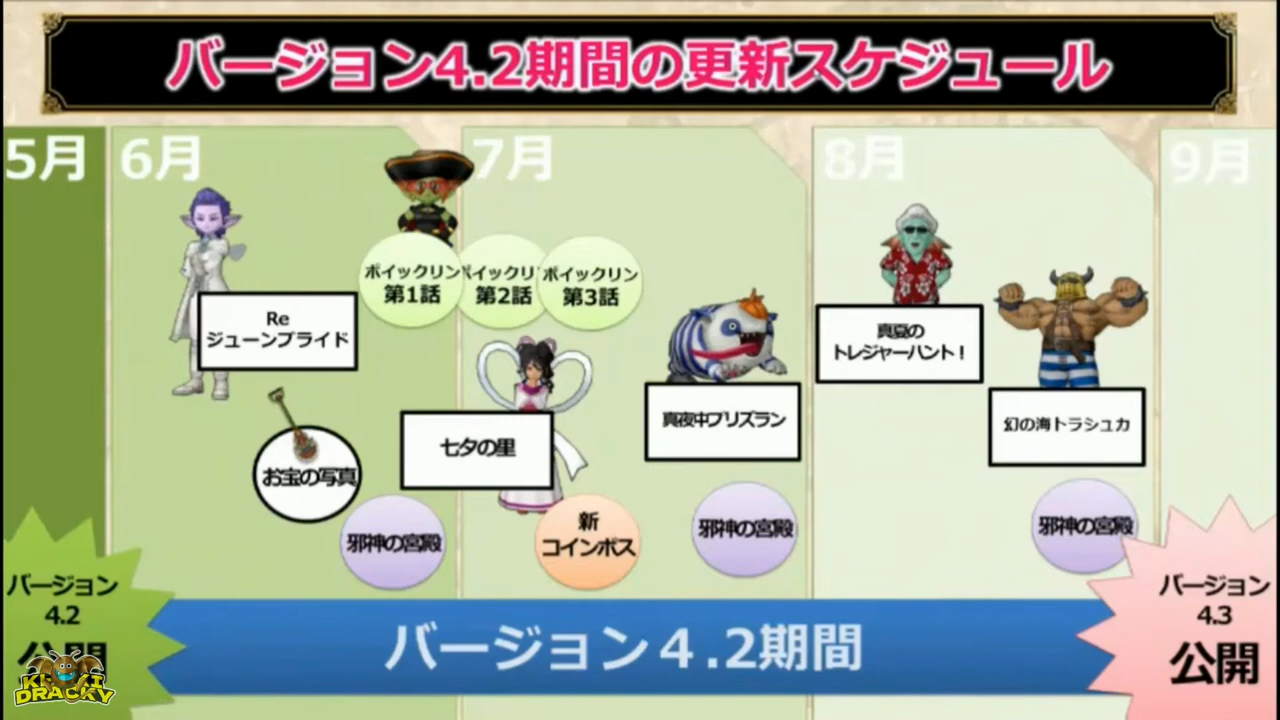 バージョン4.2期間の更新スケジュール
5月
6月
7月
8月
9月
Re
ジューンブライド
ポイックリン
第1話
ポイックリ
第2話
ポイックリン
第3話
お宝の写真
七夕の里
真夜中プリズラン
真夏の
トレジャーハント！
幻の海トラシュカ
邪神の宮殿
新
コインボス
邪神の宮殿
邪神の宮殿
バージョン
4.2
公開
バージョン4.2期間
バージョン
4.3
公開
DRACKY